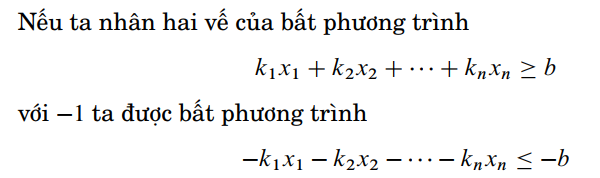 Nếu ta nhân hai vế của bất phương trình
k₁x₁ + k₂x₂ + ⋯ + kₙxₙ ≥ b
với −1 ta được bất phương trình
−k₁x₁ − k₂x₂ − ⋯ − kₙxₙ ≤ −b